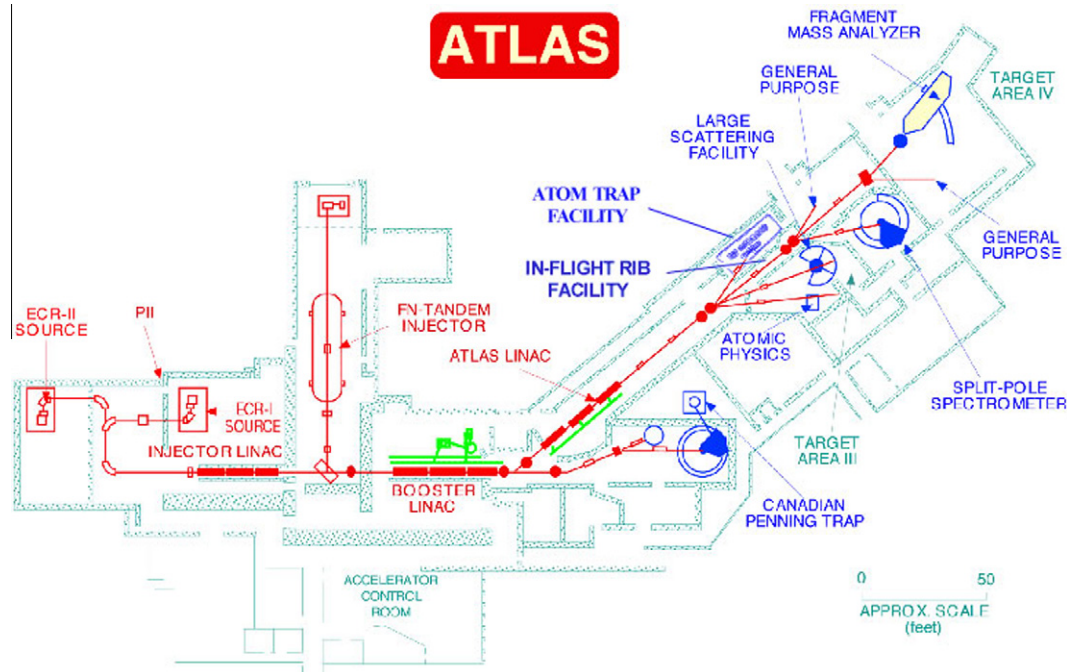 ATLAS
FRAGMENT
MASS ANALYZER
GENERAL
PURPOSE
TARGET
AREA IV
LARGE
SCATTERING
FACILITY
ATOM TRAP
FACILITY
GENERAL
PURPOSE
IN-FLIGHT RIB
FACILITY
ECR-II
SOURCE
PII
FN-TANDEM
INJECTOR
ATLAS LINAC
ATOMIC
PHYSICS
SPLIT-POLE
SPECTROMETER
ECR-I
SOURCE
INJECTOR LINAC
TARGET
AREA III
BOOSTER
LINAC
CANADIAN
PENNING TRAP
ACCELERATOR
CONTROL
ROOM
0 50
APPROX. SCALE
(feet)